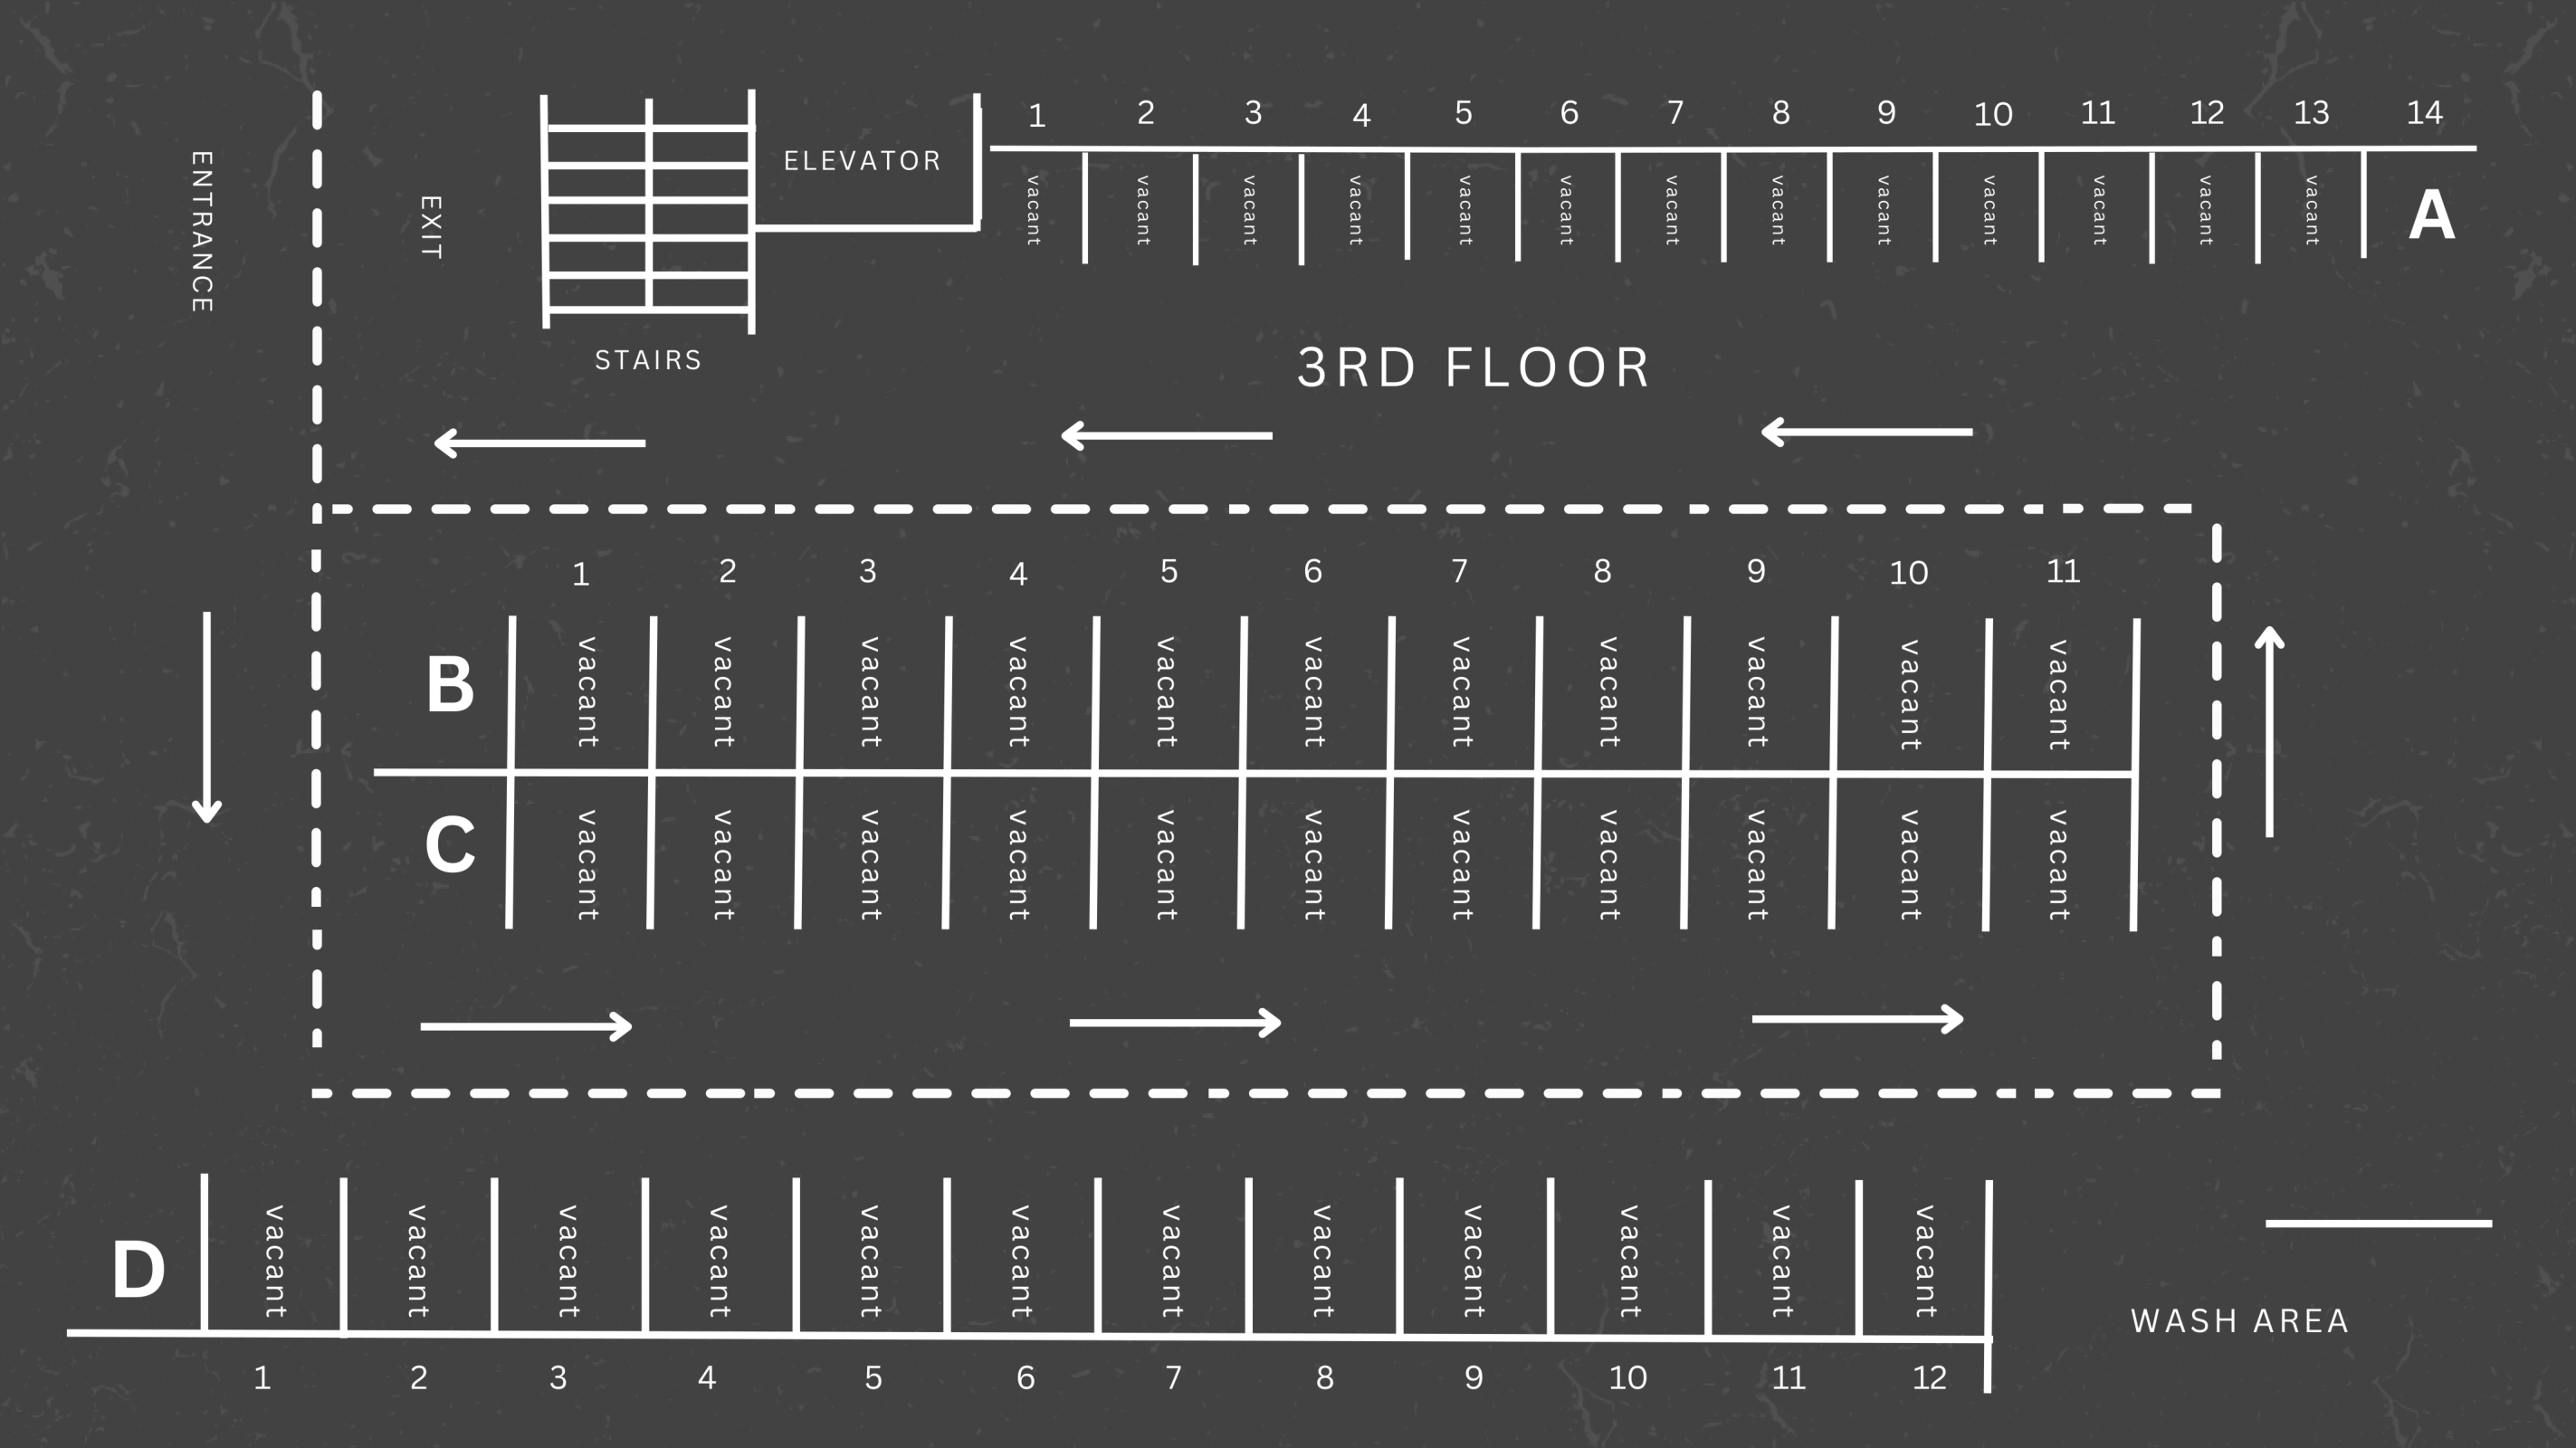 1 2 3 4 5 6 7 8 9 10 11 12 13 14
ENTRANCE
EXIT
ELEVATOR
vacant vacant vacant vacant vacant vacant vacant vacant vacant vacant vacant vacant vacant A
STAIRS
3RD FLOOR
1 2 3 4 5 6 7 8 9 10 11
B vacant vacant vacant vacant vacant vacant vacant vacant vacant vacant vacant
C vacant vacant vacant vacant vacant vacant vacant vacant vacant vacant vacant
D vacant vacant vacant vacant vacant vacant vacant vacant vacant vacant vacant vacant
WASH AREA
1 2 3 4 5 6 7 8 9 10 11 12